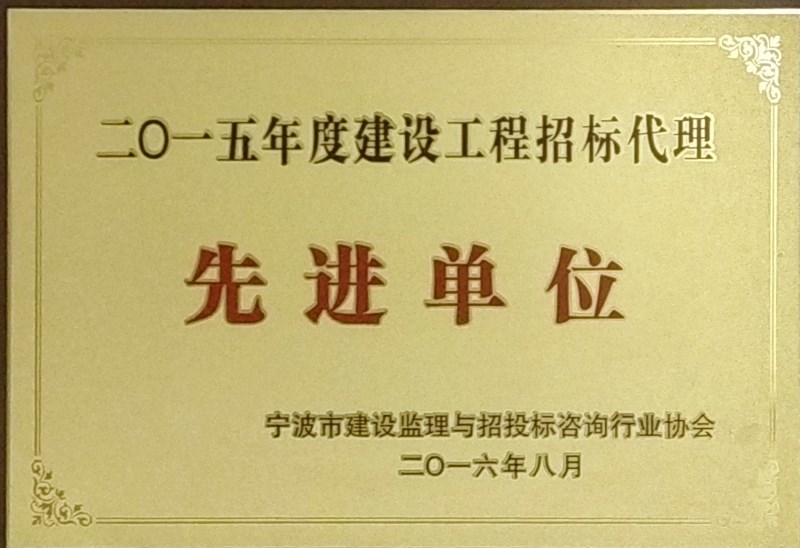 二〇一五年度建设工程招标代理
先进单位
宁波市建设监理与招投标咨询行业协会
二〇一六年八月